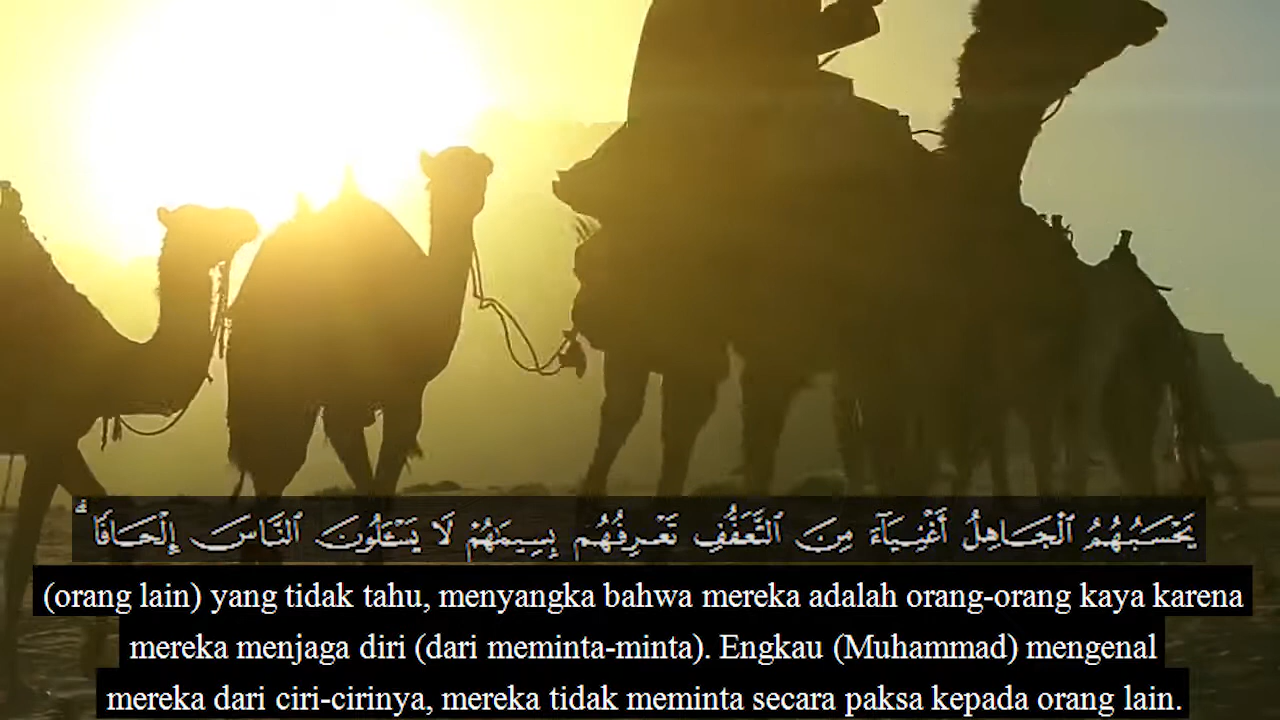 يَحْسَبُهُمُ ٱلْجَاهِلُ أَغْنِيَآءَ مِنَ ٱلتَّعَفُّفِ تَعْرِفُهُم بِسِيمَٰهُمْ لَا يَسْـَٔلُونَ ٱلنَّاسَ إِلْحَافًا ۗ
(orang lain) yang tidak tahu, menyangka bahwa mereka adalah orang-orang kaya karena
mereka menjaga diri (dari meminta-minta). Engkau (Muhammad) mengenal
mereka dari ciri-cirinya, mereka tidak meminta secara paksa kepada orang lain.